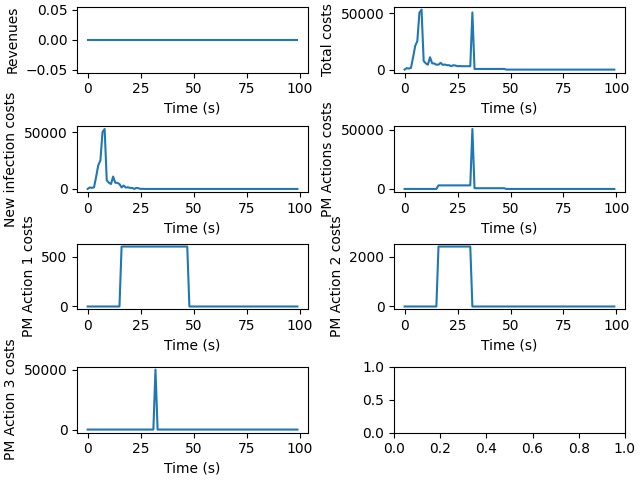 Revenues
0.05
0.00
−0.05
0 25 50 75 100
Time (s)
Total costs
50000
0
0 25 50 75 100
Time (s)
New infection costs
50000
0
0 25 50 75 100
Time (s)
PM Actions costs
50000
0
0 25 50 75 100
Time (s)
PM Action 1 costs
500
0
0 25 50 75 100
Time (s)
PM Action 2 costs
2000
0
0 25 50 75 100
Time (s)
PM Action 3 costs
50000
0
0 25 50 75 100
Time (s)
1.0
0.5
0.0
0.0 0.2 0.4 0.6 0.8 1.0